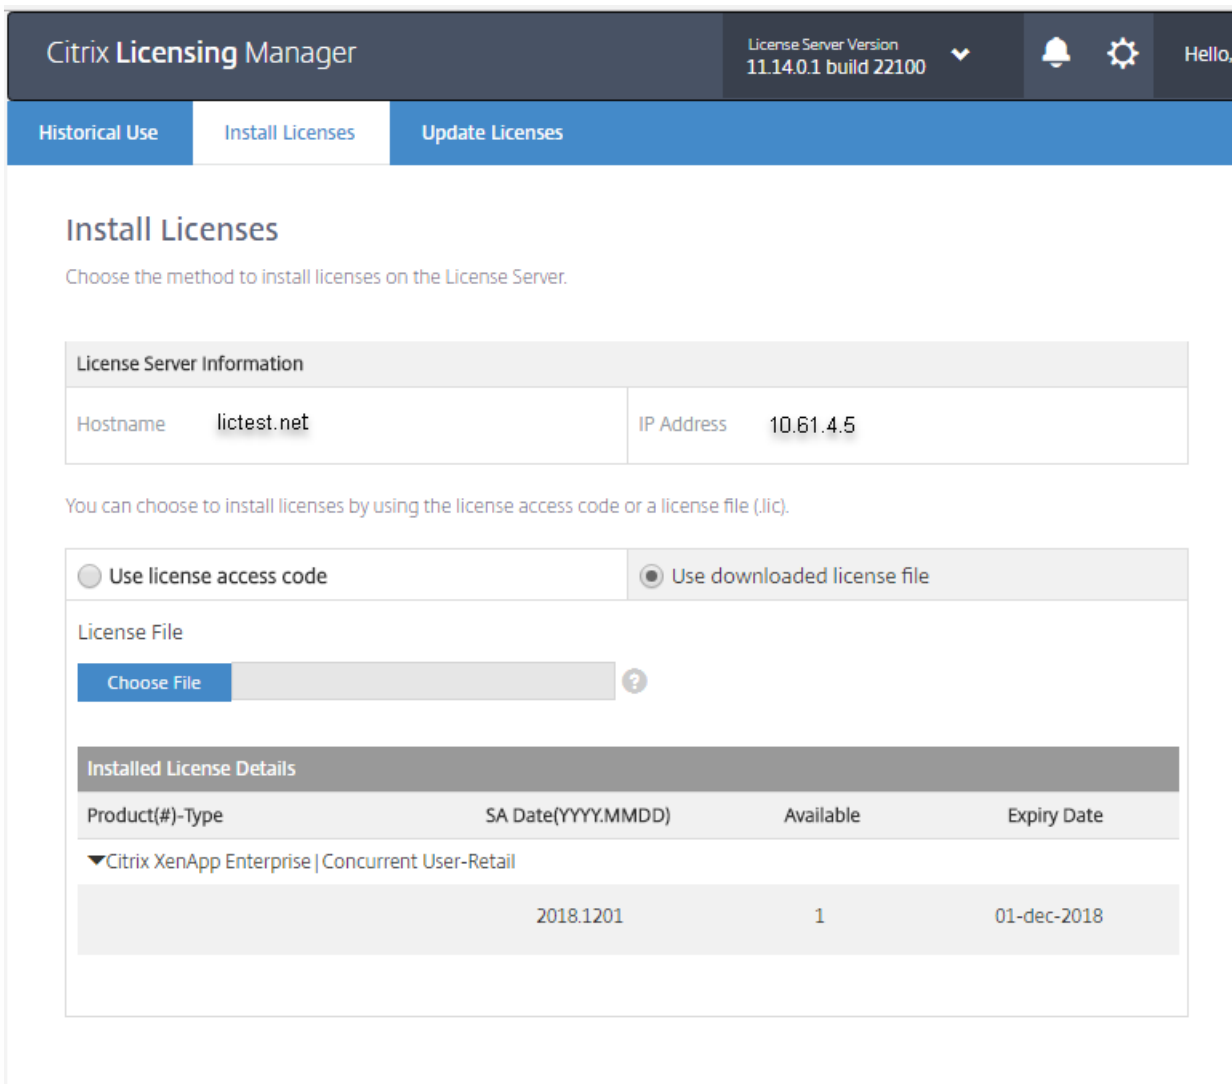 Citrix Licensing Manager
License Server Version
11.14.0.1 build 22100
Hello,
Historical Use
Install Licenses
Update Licenses
Install Licenses
Choose the method to install licenses on the License Server.
License Server Information
Hostname lictest.net
IP Address 10.61.4.5
You can choose to install licenses by using the license access code or a license file (.lic).
Use license access code
Use downloaded license file
License File
Choose File
?
Installed License Details
Product(#)-Type SA Date(YYYY.MMDD) Available Expiry Date
Citrix XenApp Enterprise|Concurrent User-Retail
2018.1201 1 01-dec-2018